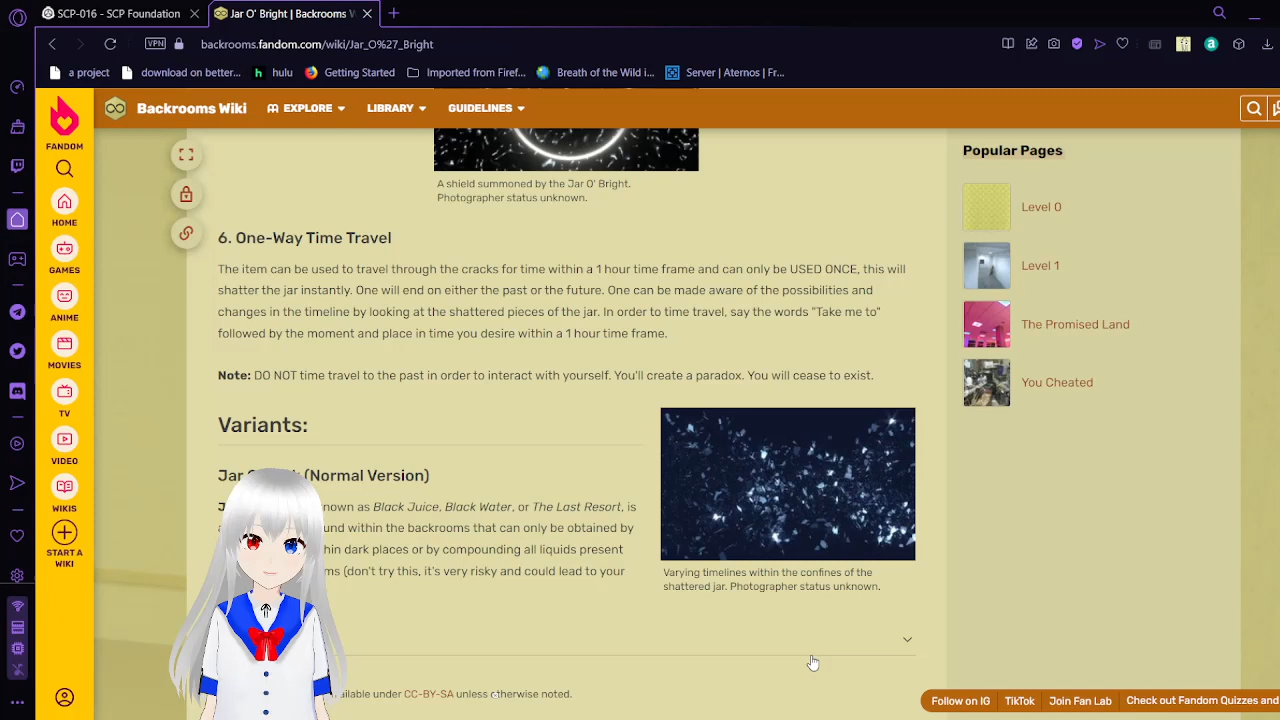 SCP-016 - SCP Foundation
Jar O' Bright | Backrooms Wiki
VPN
backrooms.fandom.com/wiki/Jar_O%27_Bright
a project
download on better...
hulu
Getting Started
Imported from Firef...
Breath of the Wild i...
Server | Aternos | Fr...
FANDOM
HOME
GAMES
ANIME
MOVIES
TV
VIDEO
WIKIS
START A
WIKI
Backrooms Wiki
EXPLORE
LIBRARY
GUIDELINES
A shield summoned by the Jar O' Bright.
Photographer status unknown.
6. One-Way Time Travel
The item can be used to travel through the cracks for time within a 1 hour time frame and can only be USED ONCE, this will
shatter the jar instantly. One will end on either the past or the future. One can be made aware of the possibilities and
changes in the timeline by looking at the shattered pieces of the jar. In order to time travel, say the words "Take me to"
followed by the moment and place in time you desire within a 1 hour time frame.
Note: DO NOT time travel to the past in order to interact with yourself. You'll create a paradox. You will cease to exist.
Variants:
Jar (Normal Version)
known as Black Juice, Black Water, or The Last Resort, is
found within the backrooms that can only be obtained by
within dark places or by compounding all liquids present
(don't try this, it's very risky and could lead to your
Varying timelines within the confines of the
shattered jar. Photographer status unknown.
available under CC-BY-SA unless otherwise noted.
Popular Pages
Level 0
Level 1
The Promised Land
You Cheated
Follow on IG
TikTok
Join Fan Lab
Check out Fandom Quizzes and